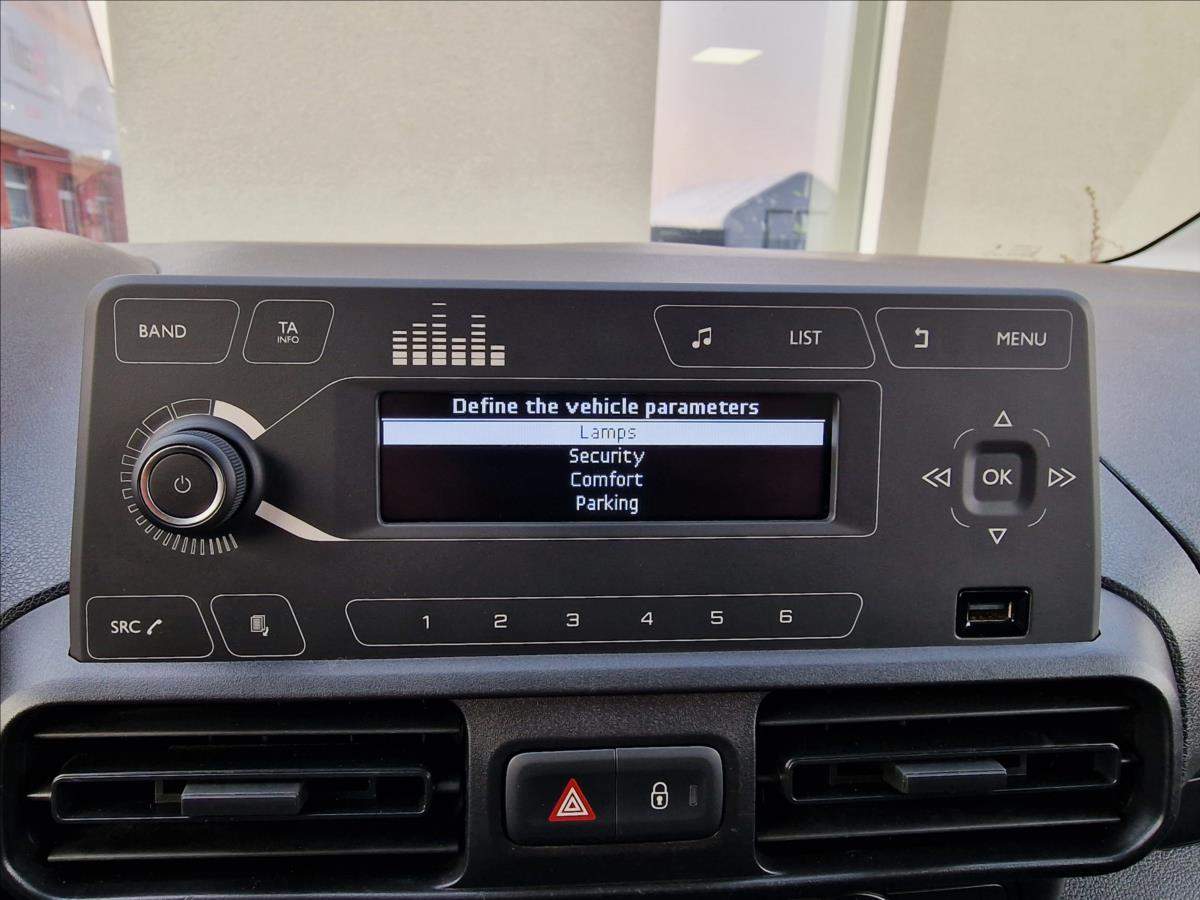 BAND
TA
INFO
LIST
MENU
Define the vehicle parameters
Lamps
Security
Comfort
Parking
OK
SRC
1 2 3 4 5 6